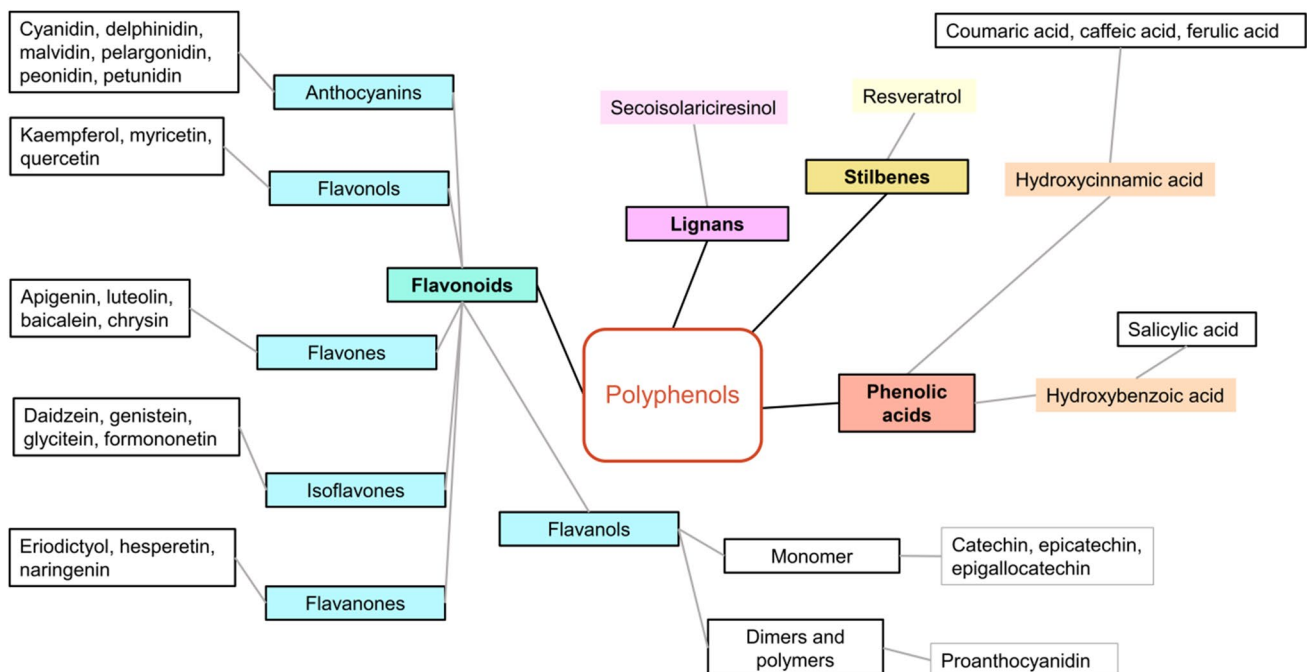 Cyanidin, delphinidin,
malvidin, pelargonidin,
peonidin, petunidin
Anthocyanins
Kaempferol, myricetin,
quercetin
Flavonols
Flavonoids
Apigenin, luteolin,
baicalein, chrysin
Flavones
Daidzein, genistein,
glycitein, formononetin
Isoflavones
Eriodictyol, hesperetin,
naringenin
Flavanones
Flavanols
Monomer
Catechin, epicatechin,
epigallocatechin
Dimers and
polymers
Proanthocyanidin
Polyphenols
Secoisolariciresinol
Lignans
Resveratrol
Stilbenes
Coumaric acid, caffeic acid, ferulic acid
Hydroxycinnamic acid
Phenolic
acids
Salicylic acid
Hydroxybenzoic acid